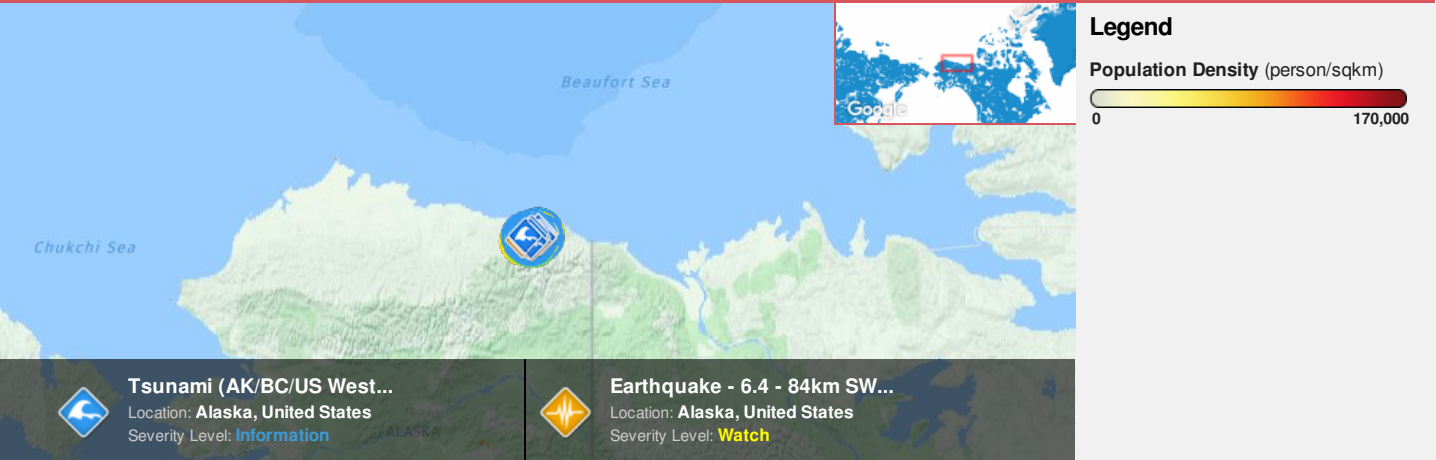 Beaufort Sea
Chukchi Sea
Google
Legend
Population Density (person/sqkm)
0 170,000
Tsunami (AK/BC/US West...
Location: Alaska, United States
Severity Level: Information
ALASKA
Earthquake - 6.4 - 84km SW...
Location: Alaska, United States
Severity Level: Watch